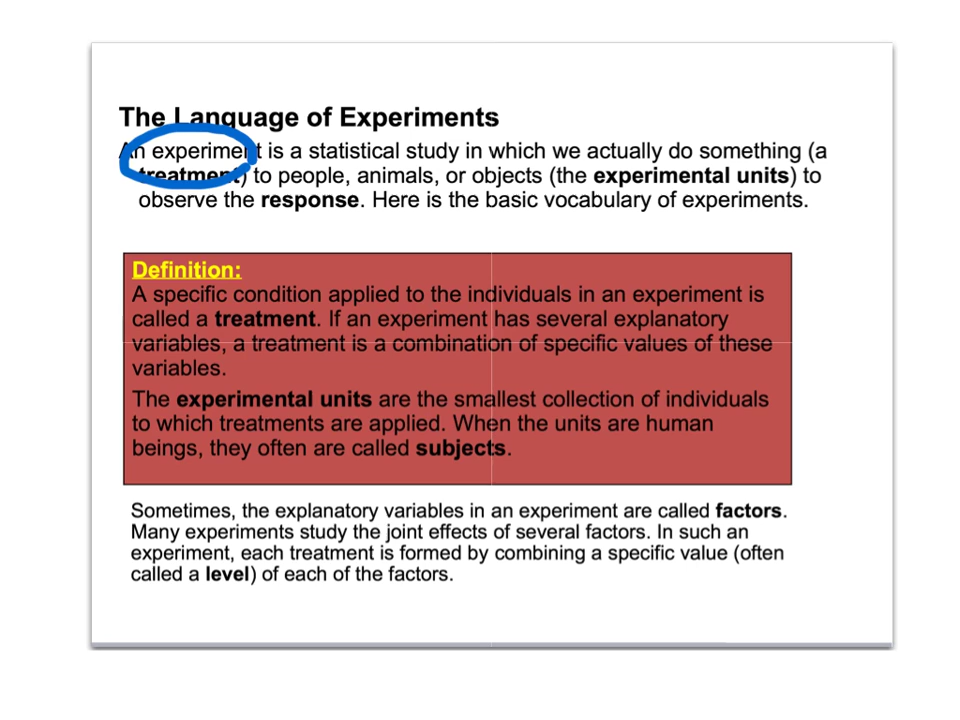 The Language of Experiments
An experiment is a statistical study in which we actually do something (a
treatment) to people, animals, or objects (the experimental units) to
observe the response. Here is the basic vocabulary of experiments.
Definition:
A specific condition applied to the individuals in an experiment is
called a treatment. If an experiment has several explanatory
variables, a treatment is a combination of specific values of these
variables.
The experimental units are the smallest collection of individuals
to which treatments are applied. When the units are human
beings, they often are called subjects.
Sometimes, the explanatory variables in an experiment are called factors.
Many experiments study the joint effects of several factors. In such an
experiment, each treatment is formed by combining a specific value (often
called a level) of each of the factors.